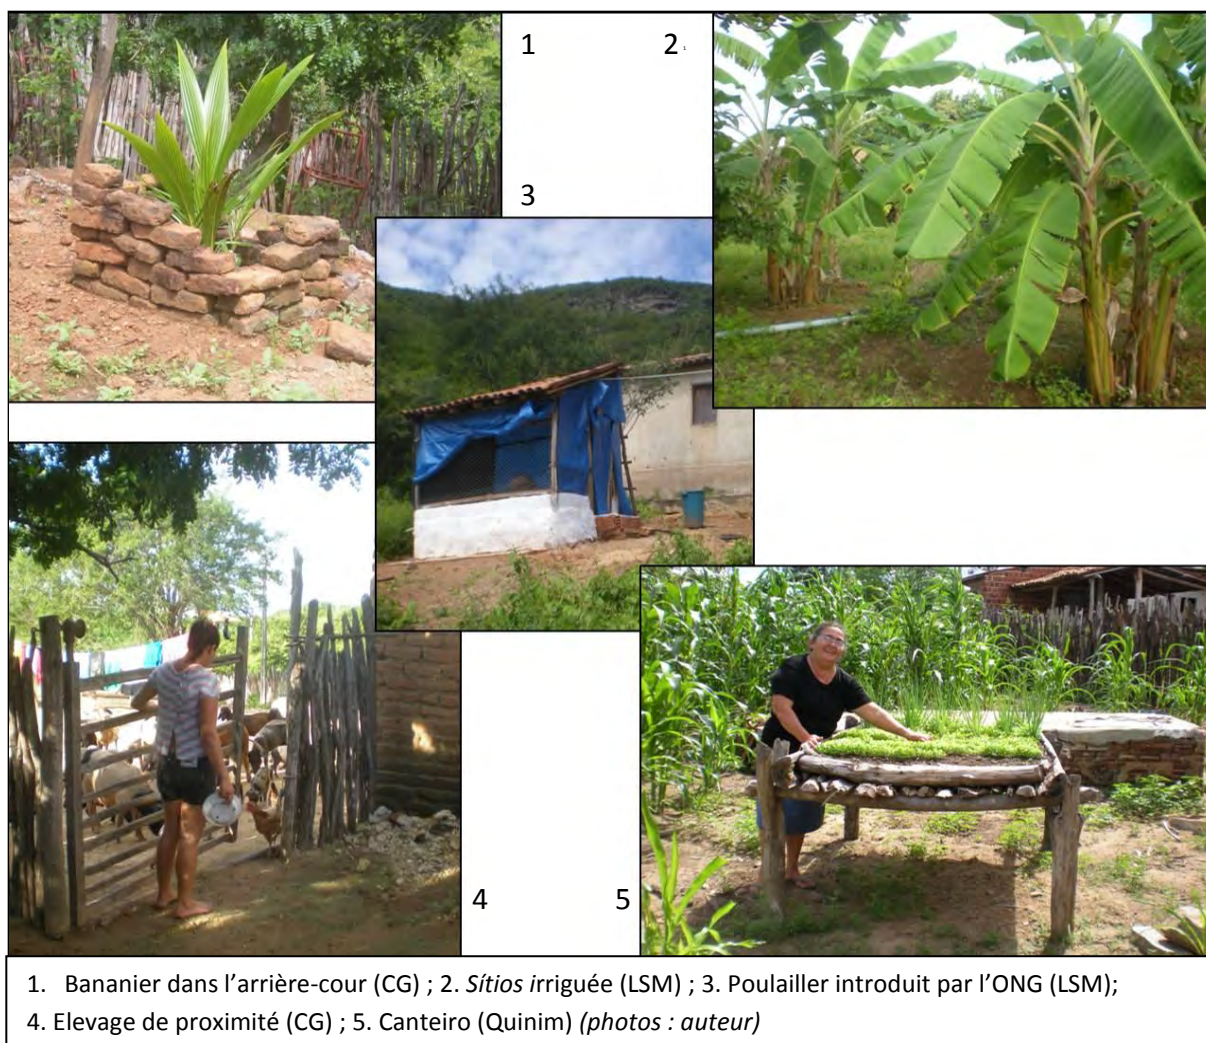 1 2
3
4 5
1. Bananier dans l’arrière-cour (CG) ; 2. Sítios irriguée (LSM) ; 3. Poulailler introduit par l’ONG (LSM);
4. Elevage de proximité (CG) ; 5. Canteiro (Quinim) (photos : auteur)